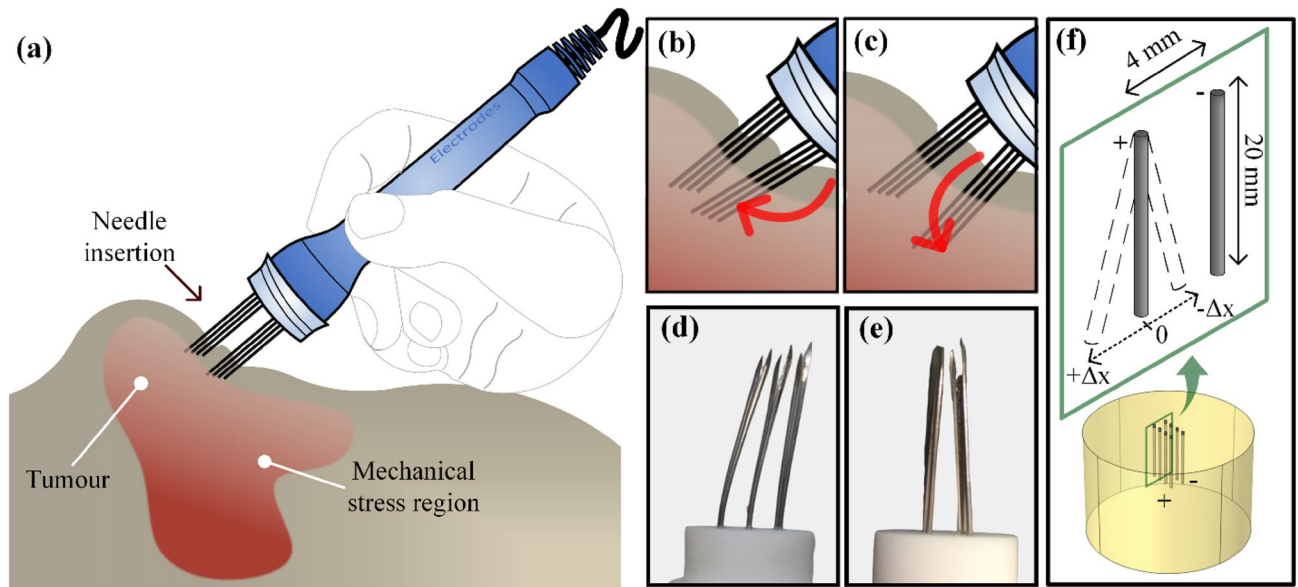 (a)
Electrodes
Needle
insertion
Tumour
Mechanical
stress region
(b)
(c)
(d)
(e)
(f)
4 mm
-
+
20 mm
-Δx
0
+Δx
-
+